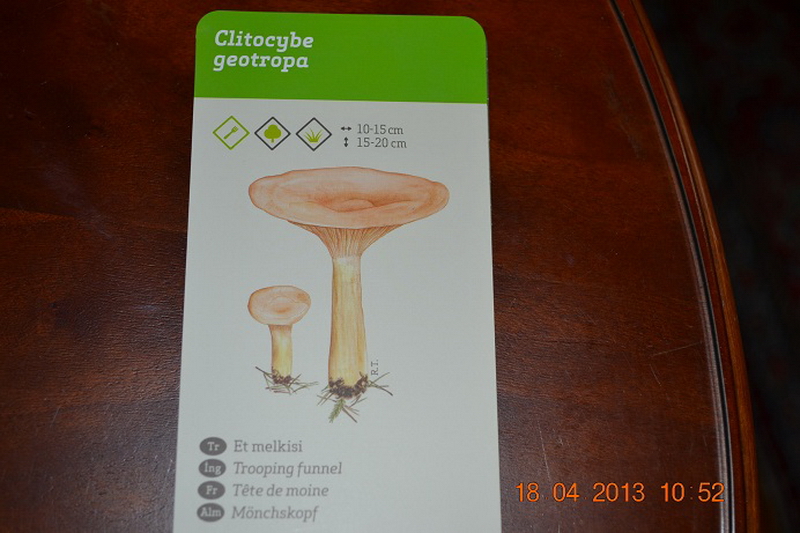 Clitocybe
geotropa
10-15 cm
15-20 cm
R.T.
Tr Et melkisi
Ing Trooping funnel
Fr Tête de moine
Alm Mönchskopf
18 04 2013 10:52